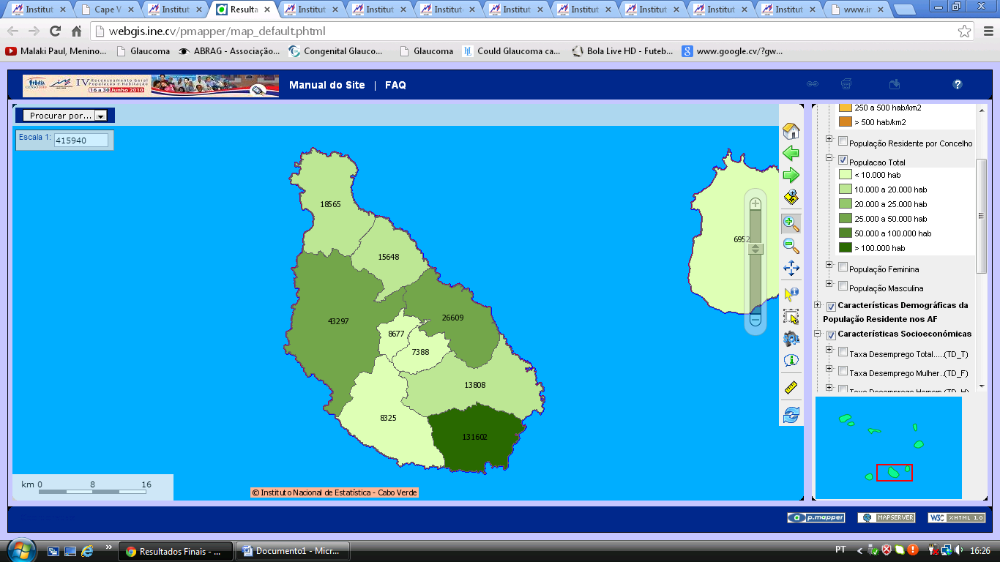 Institut
Cape V
Institut
Resulta
Institut
Institut
Institut
Institut
Institut
Institut
Institut
Institut
www.ir
webgis.ine.cv/pmapper/map_default.phtml
Malaki Paul, Menino...
Glaucoma
ABRAG - Associação...
Congenital Glauco...
Glaucoma
Could Glaucoma ca...
Bola Live HD - Futeb...
www.google.cv/?gw...
IV Recenseamento Geral
População e Habitação
16 a 30 Junho 2010
Manual do Site | FAQ
Procurar por...
Escala 1: 415940
18565
15648
43297
26609
8677
7388
13808
8325
131602
6952
km 0 8 16
© Instituto Nacional de Estatística - Cabo Verde
250 a 500 hab/km2
> 500 hab/km2
População Residente por Concelho
Populacao Total
< 10.000 hab
10.000 a 20.000 hab
20.000 a 25.000 hab
25.000 a 50.000 hab
50.000 a 100.000 hab
> 100.000 hab
População Feminina
População Masculina
Características Demográficas da
População Residente nos AF
Características Socioeconómicas
Taxa Desemprego Total.....(TD_T)
Taxa Desemprego Mulher..(TD_F)
Taxa Desemprego Homem (TD_H)
p.mapper
MAPSERVER
W3C XHTML 1.0
Resultados Finais - ...
Documento1 - Micr...
PT
16:26